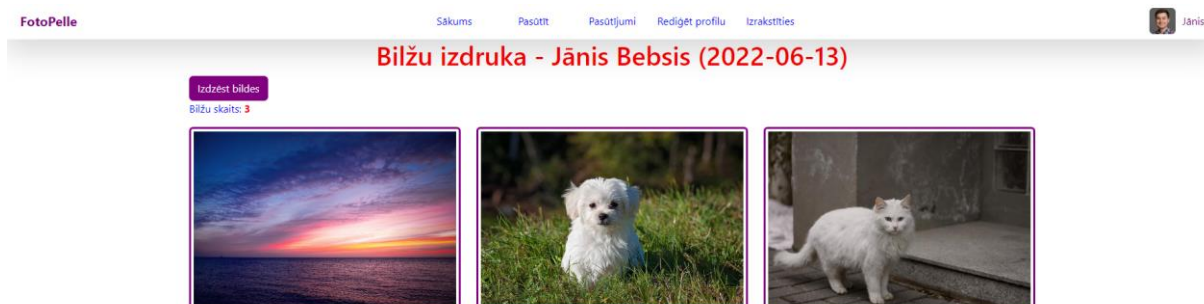 FotoPelle Sākums Pasūtīt Pasūtījumi Rediģēt profilu Izrakstīties Jānis
Bilžu izdruka - Jānis Bebsis (2022-06-13)
Izdzēst bildes
Bilžu skaits: 3